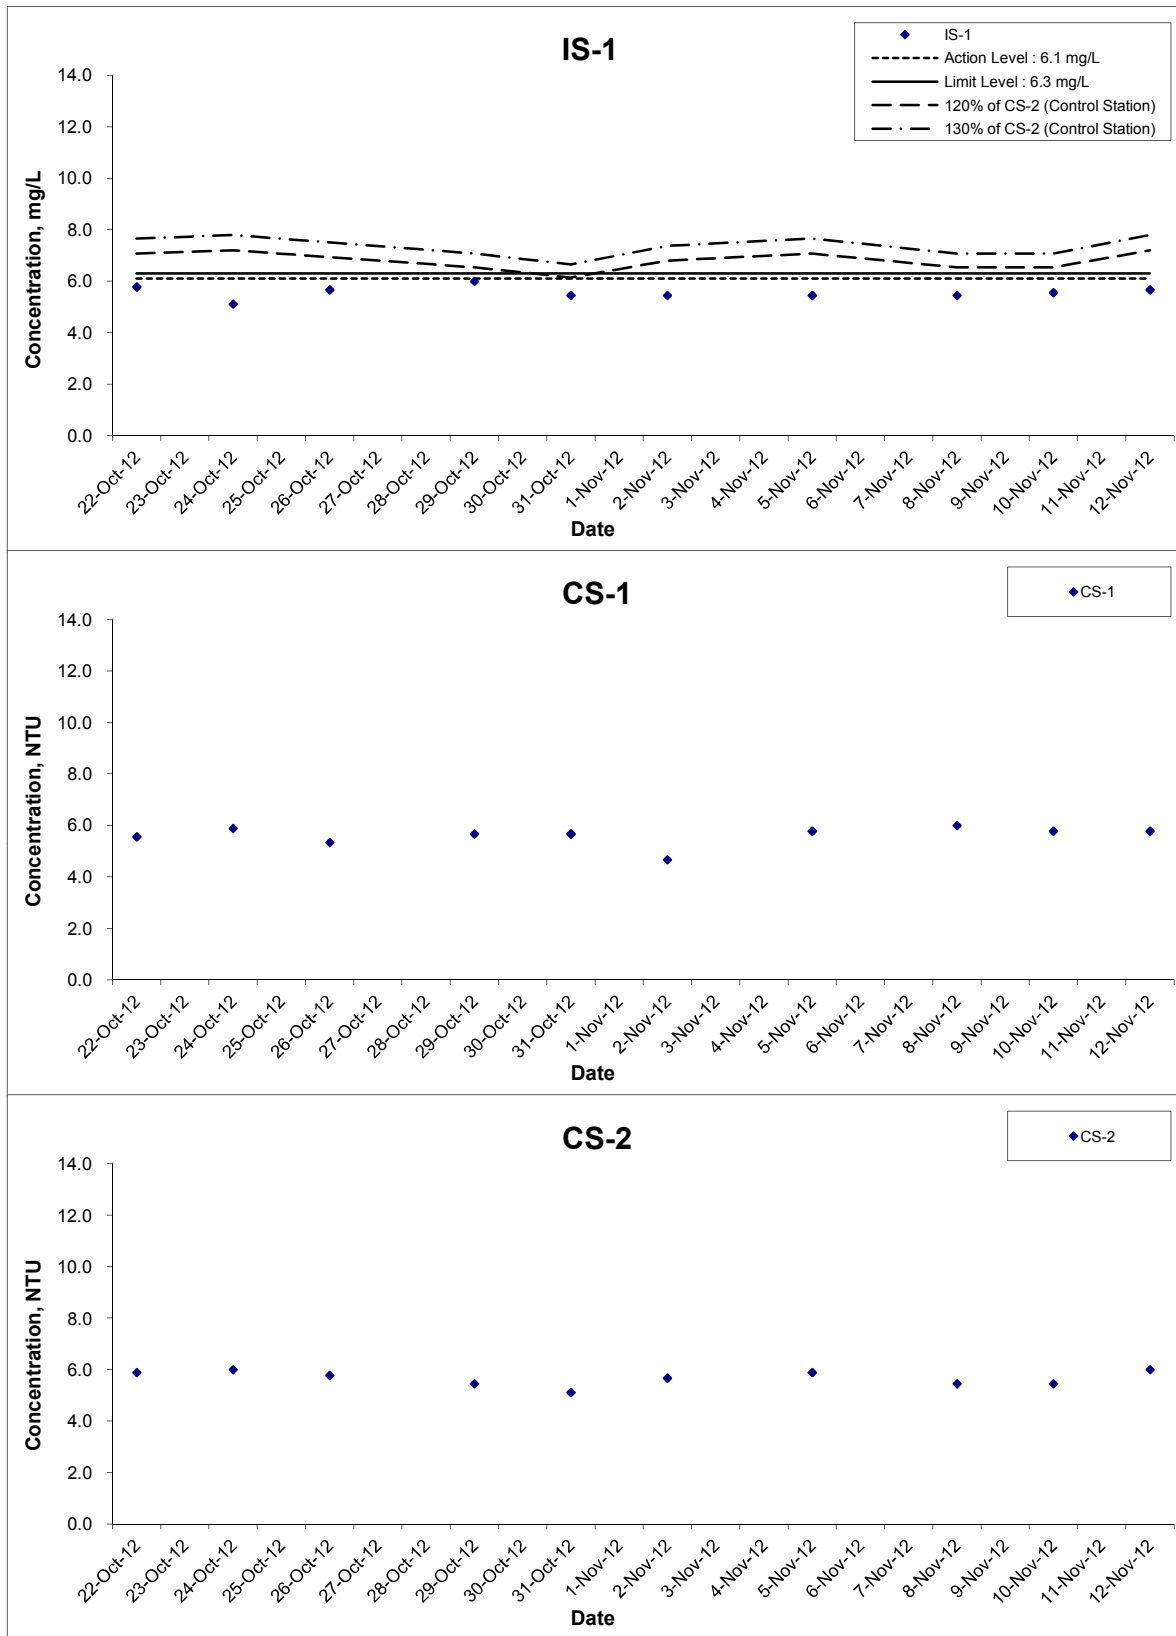 IS-1
IS-1
Action Level : 6.1 mg/L
Limit Level : 6.3 mg/L
120% of CS-2 (Control Station)
130% of CS-2 (Control Station)
Concentration, mg/L
14.0
12.0
10.0
8.0
6.0
4.0
2.0
0.0
22-Oct-12
23-Oct-12
24-Oct-12
25-Oct-12
26-Oct-12
27-Oct-12
28-Oct-12
29-Oct-12
30-Oct-12
31-Oct-12
1-Nov-12
2-Nov-12
3-Nov-12
4-Nov-12
5-Nov-12
6-Nov-12
7-Nov-12
8-Nov-12
9-Nov-12
10-Nov-12
11-Nov-12
12-Nov-12
Date
CS-1
CS-1
Concentration, NTU
14.0
12.0
10.0
8.0
6.0
4.0
2.0
0.0
22-Oct-12
23-Oct-12
24-Oct-12
25-Oct-12
26-Oct-12
27-Oct-12
28-Oct-12
29-Oct-12
30-Oct-12
31-Oct-12
1-Nov-12
2-Nov-12
3-Nov-12
4-Nov-12
5-Nov-12
6-Nov-12
7-Nov-12
8-Nov-12
9-Nov-12
10-Nov-12
11-Nov-12
12-Nov-12
Date
CS-2
CS-2
Concentration, NTU
14.0
12.0
10.0
8.0
6.0
4.0
2.0
0.0
22-Oct-12
23-Oct-12
24-Oct-12
25-Oct-12
26-Oct-12
27-Oct-12
28-Oct-12
29-Oct-12
30-Oct-12
31-Oct-12
1-Nov-12
2-Nov-12
3-Nov-12
4-Nov-12
5-Nov-12
6-Nov-12
7-Nov-12
8-Nov-12
9-Nov-12
10-Nov-12
11-Nov-12
12-Nov-12
Date